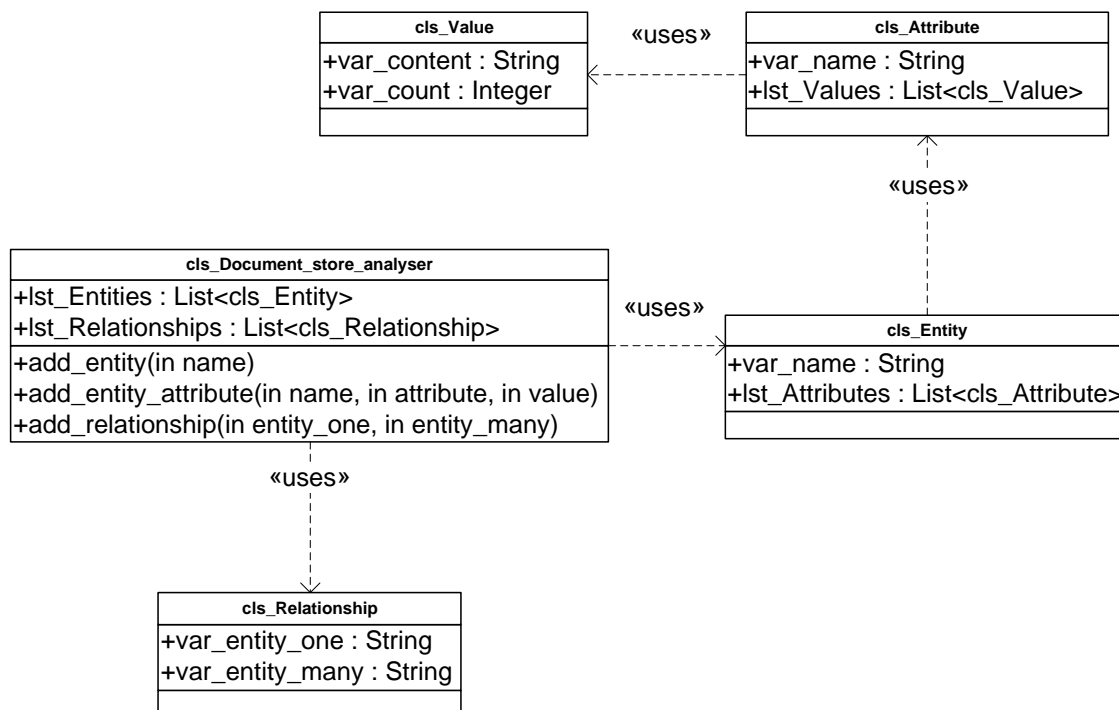 cls_Value
+var_content : String
+var_count : Integer
«uses»
cls_Attribute
+var_name : String
+lst_Values : List<cls_Value>
«uses»
cls_Document_store_analyser
+lst_Entities : List<cls_Entity>
+lst_Relationships : List<cls_Relationship>
+add_entity(in name)
+add_entity_attribute(in name, in attribute, in value)
+add_relationship(in entity_one, in entity_many)
«uses»
cls_Entity
+var_name : String
+lst_Attributes : List<cls_Attribute>
«uses»
cls_Relationship
+var_entity_one : String
+var_entity_many : String